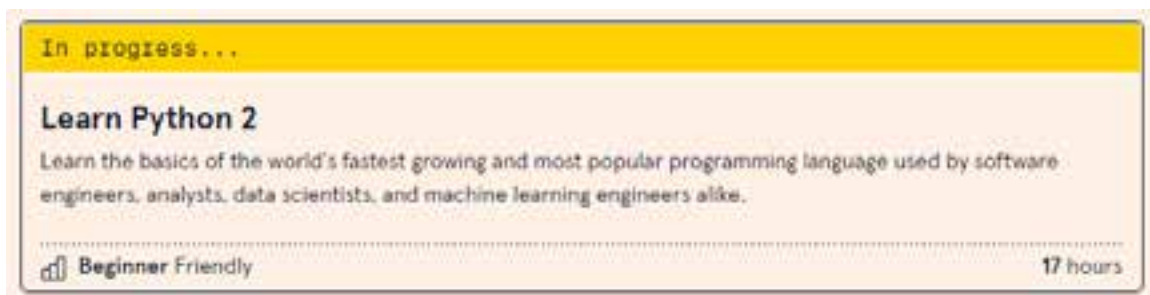 In progress...
Learn Python 2
Learn the basics of the world's fastest growing and most popular programming language used by software
engineers, analysts, data scientists, and machine learning engineers alike.
Beginner Friendly
17 hours